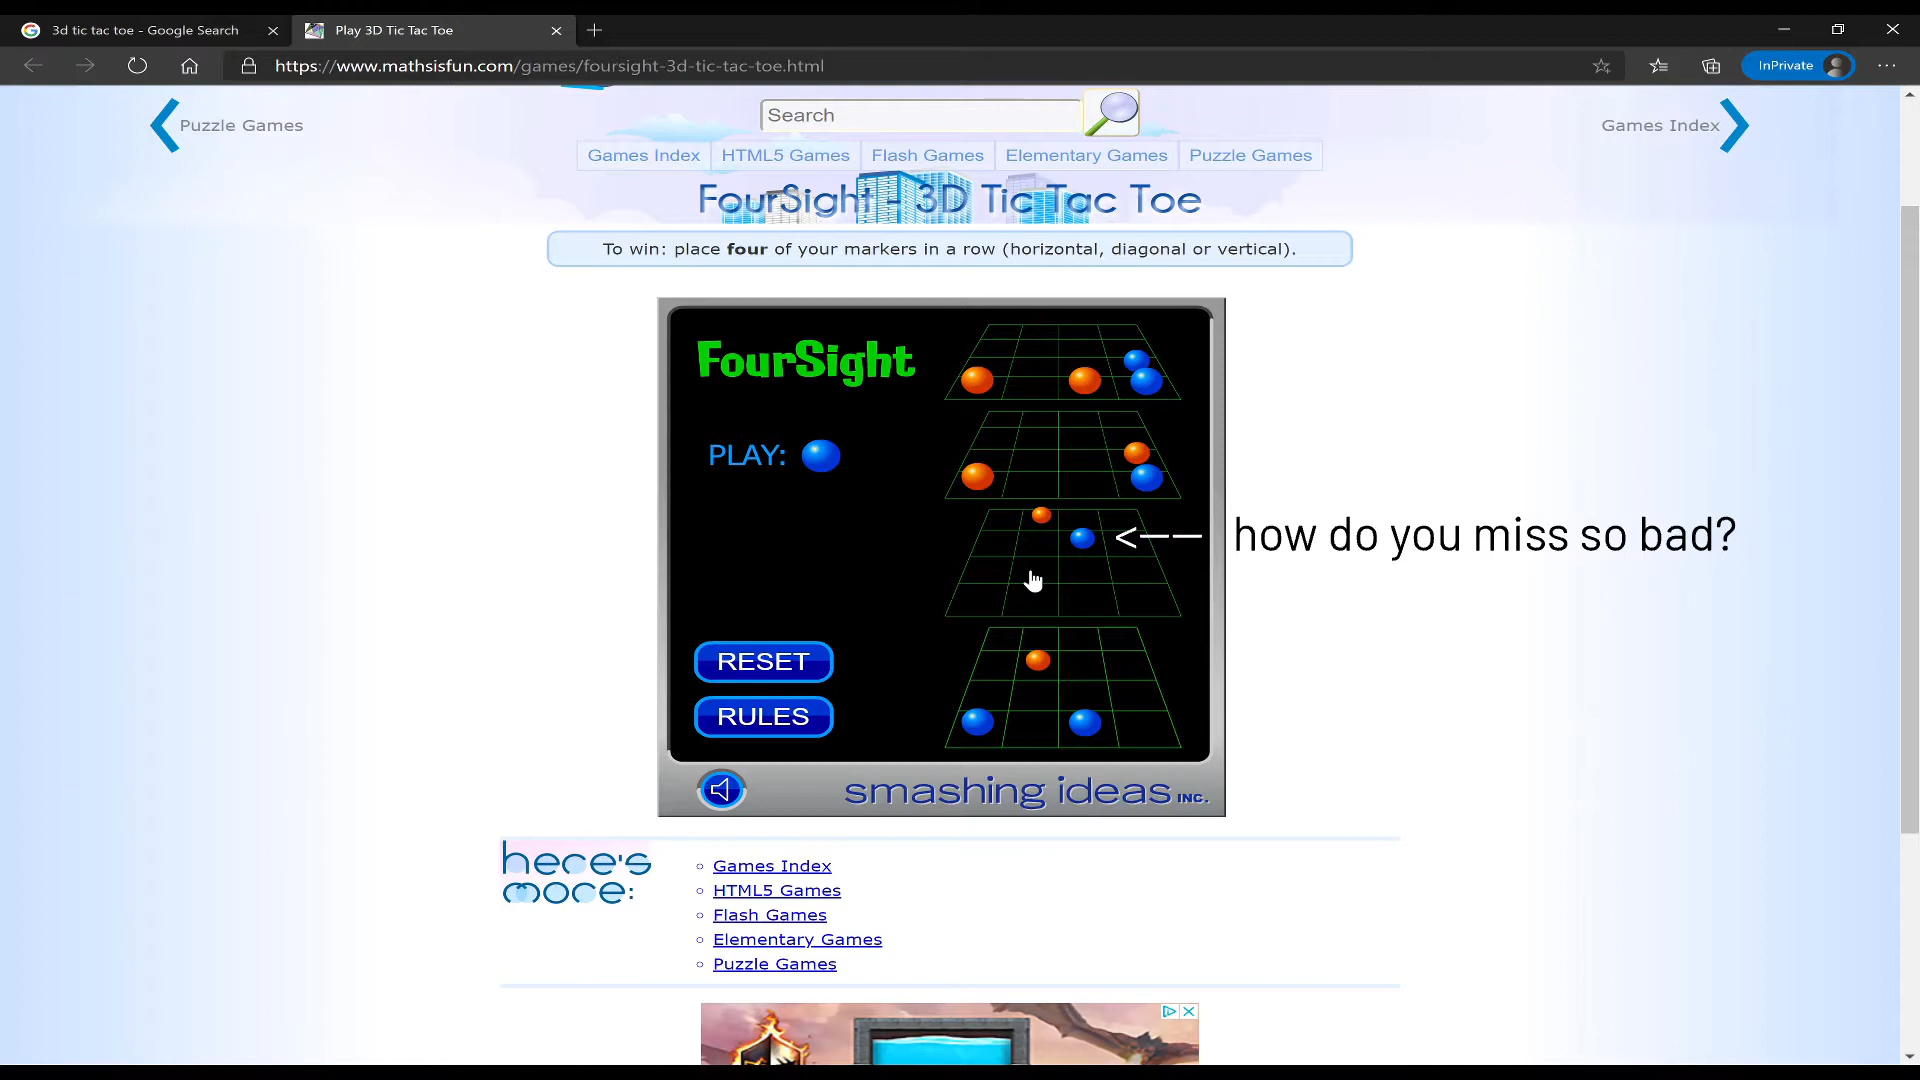 3d tic tac toe - Google Search
Play 3D Tic Tac Toe
https://www.mathsisfun.com/games/foursight-3d-tic-tac-toe.html
InPrivate
Puzzle Games
Search
Games Index
Games Index
HTML5 Games
Flash Games
Elementary Games
Puzzle Games
FourSight - 3D Tic Tac Toe
To win: place four of your markers in a row (horizontal, diagonal or vertical).
FourSight
PLAY:
<--- how do you miss so bad?
RESET
RULES
smashing ideas INC.
here's
more:
Games Index
HTML5 Games
Flash Games
Elementary Games
Puzzle Games